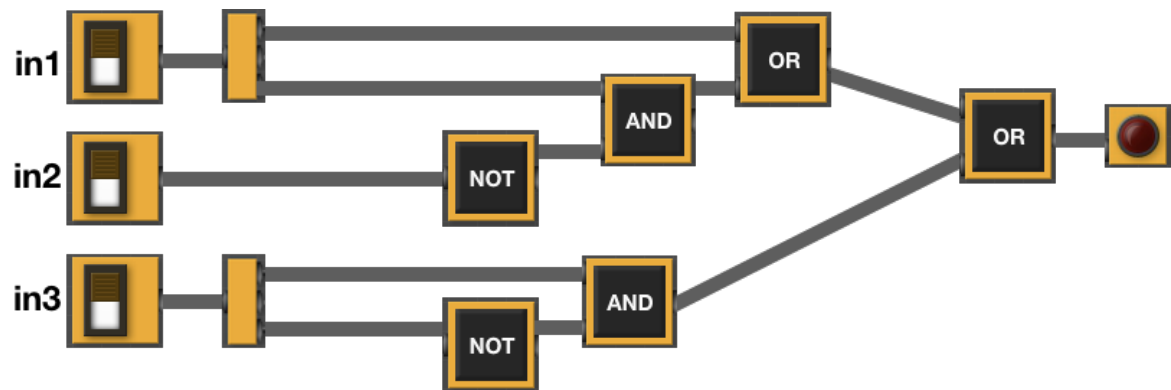 in1
OR
AND
OR
in2
NOT
in3
AND
NOT